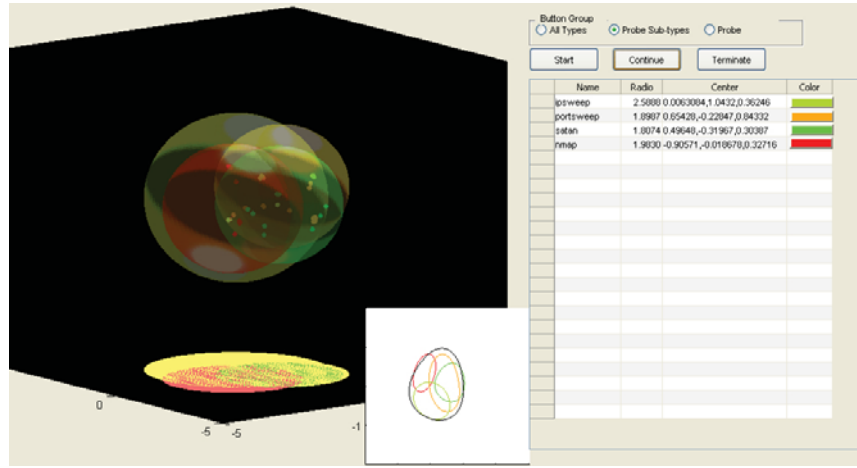 Button Group
All Types Probe Sub-types Probe
Start Continue Terminate
Name Radio Center Color
ipsweep 2.5888 0.0063084,1.0432,0.36246
portsweep 1.8987 0.65428,-0.22847,0.84332
satan 1.8074 0.49648,-0.31967,0.30387
nmap 1.9830 -0.90571,-0.018678,0.32716
0
-5 -5
-1